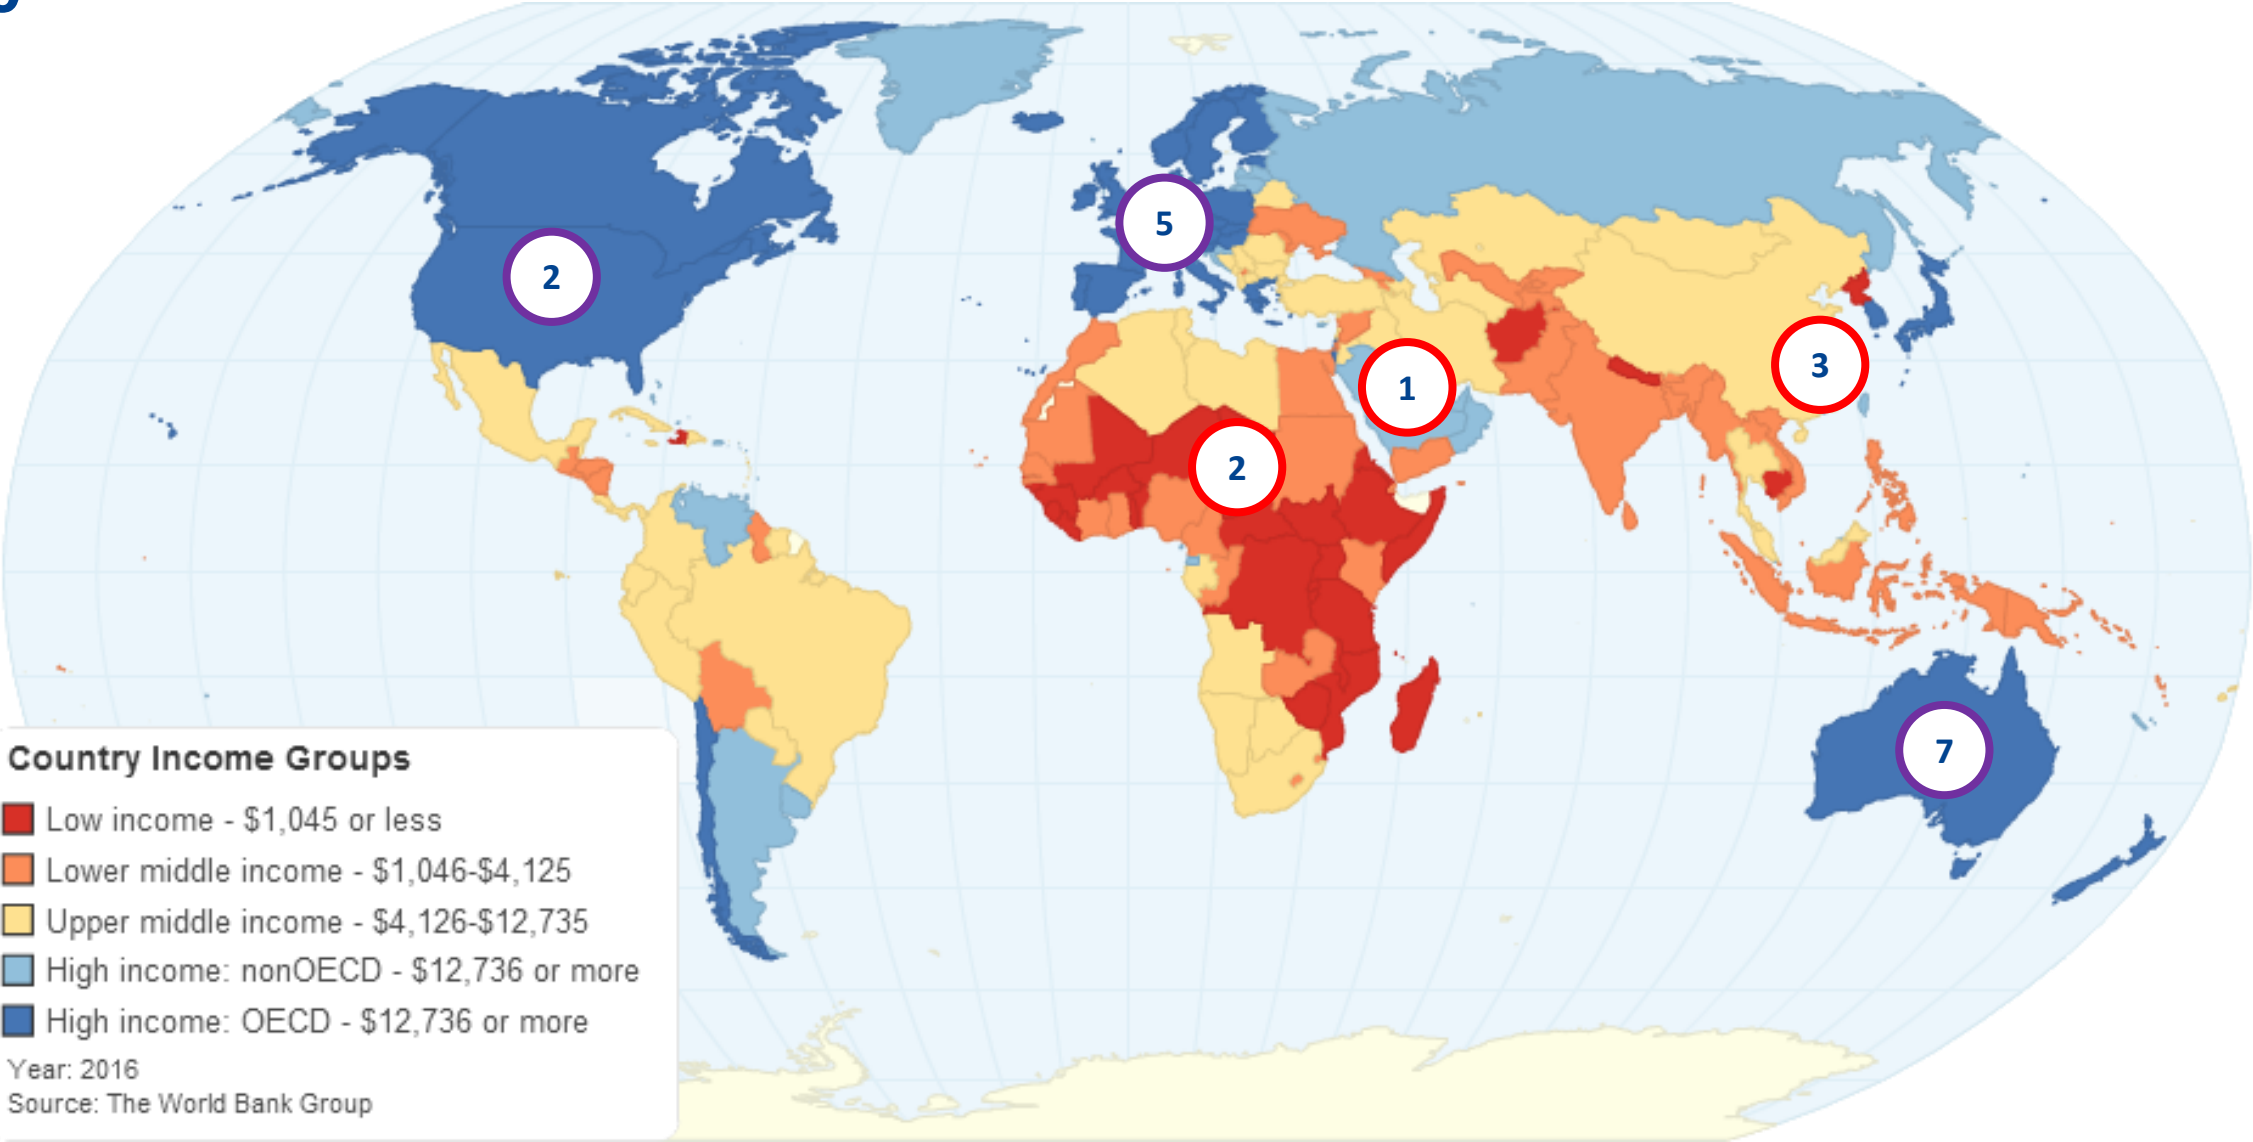 2
5
3
1
2
7
Country Income Groups
Low income - $1,045 or less
Lower middle income - $1,046-$4,125
Upper middle income - $4,126-$12,735
High income: nonOECD - $12,736 or more
High income: OECD - $12,736 or more
Year: 2016
Source: The World Bank Group